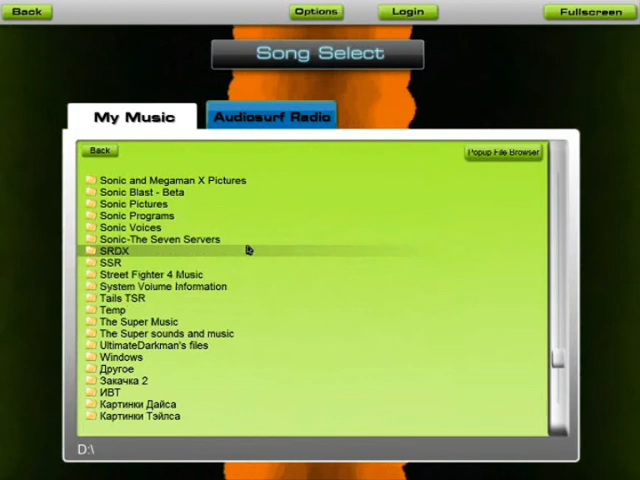 Back
Options
Login
Fullscreen
Song Select
My Music
Audiosurf Radio
Back
Popup File Browser
Sonic and Megaman X Pictures
Sonic Blast - Beta
Sonic Pictures
Sonic Programs
Sonic Voices
Sonic-The Seven Servers
SRDX
SSR
Street Fighter 4 Music
System Volume Information
Tails TSR
Temp
The Super Music
The Super sounds and music
UltimateDarkman's files
Windows
Другое
Закачка 2
ИВТ
Картинки Дайса
Картинки Тэйлса
D:\